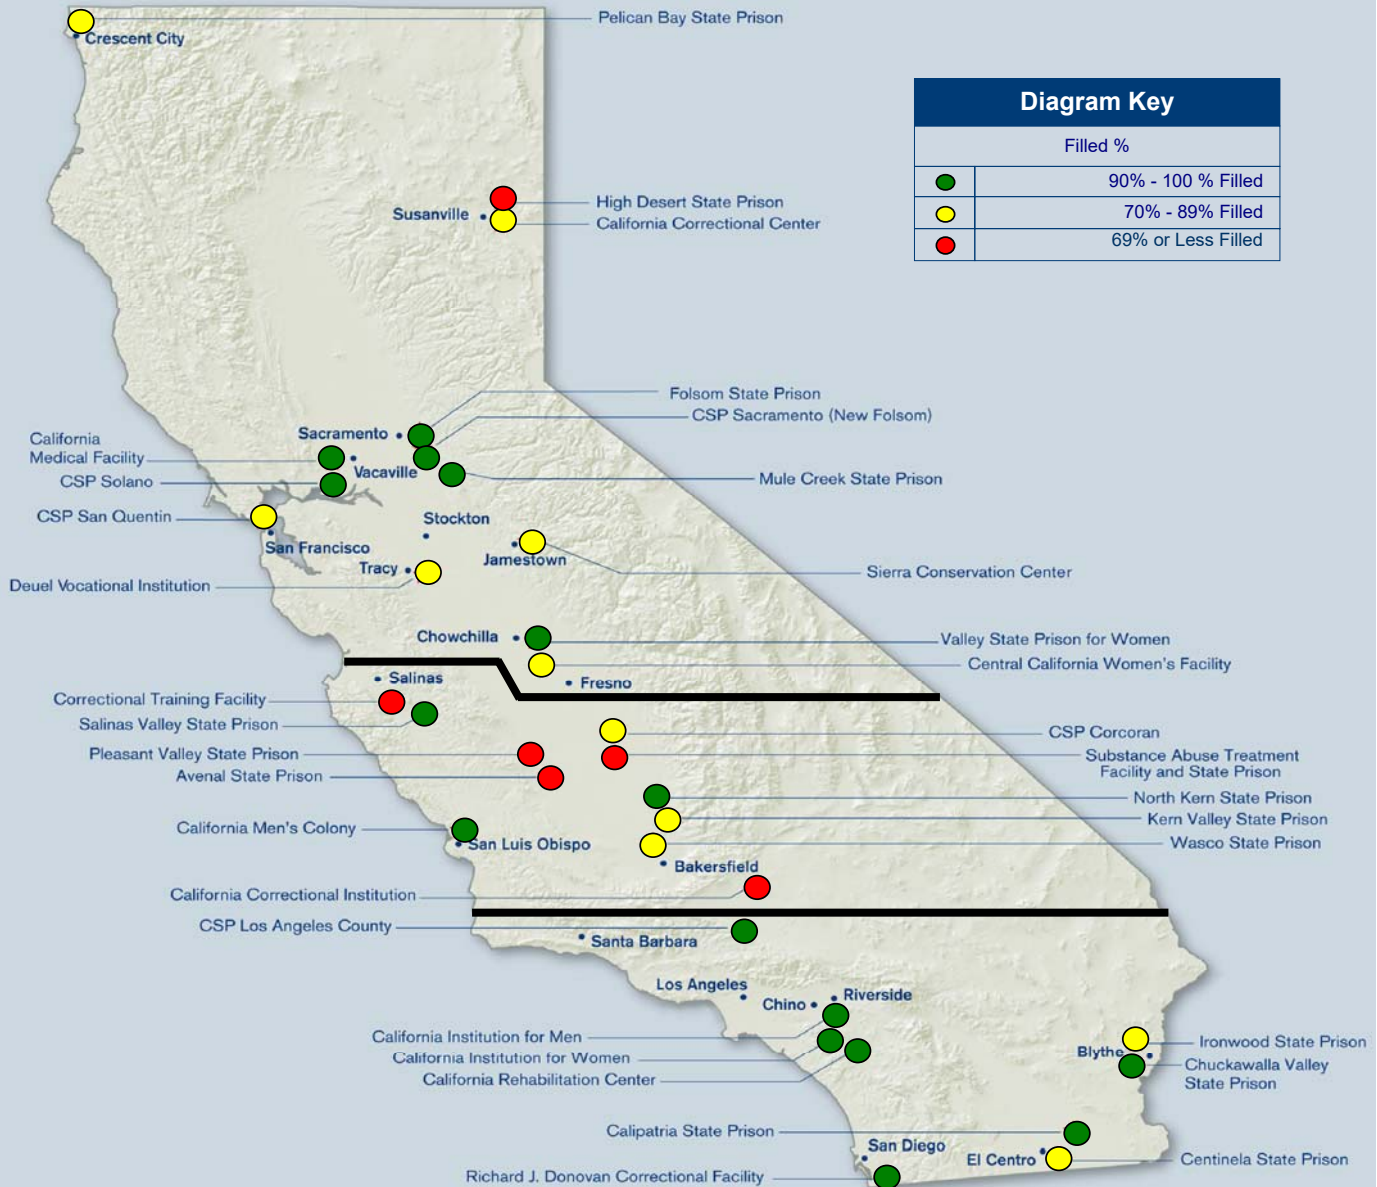 Pelican Bay State Prison
Crescent City
Diagram Key
Filled %
90% - 100 % Filled
70% - 89% Filled
69% or Less Filled
High Desert State Prison
Susanville
California Correctional Center
Folsom State Prison
CSP Sacramento (New Folsom)
Sacramento
California
Medical Facility
Vacaville
CSP Solano
Mule Creek State Prison
CSP San Quentin
Stockton
San Francisco
Jamestown
Tracy
Sierra Conservation Center
Deuel Vocational Institution
Chowchilla
Valley State Prison for Women
Central California Women's Facility
Salinas
Fresno
Correctional Training Facility
Salinas Valley State Prison
CSP Corcoran
Pleasant Valley State Prison
Substance Abuse Treatment
Facility and State Prison
Avenal State Prison
North Kern State Prison
Kern Valley State Prison
California Men's Colony
San Luis Obispo
Wasco State Prison
Bakersfield
California Correctional Institution
CSP Los Angeles County
Santa Barbara
Los Angeles
Chino
Riverside
California Institution for Men
California Institution for Women
California Rehabilitation Center
Ironwood State Prison
Blythe
Chuckawalla Valley
State Prison
Calipatria State Prison
San Diego
El Centro
Centinela State Prison
Richard J. Donovan Correctional Facility